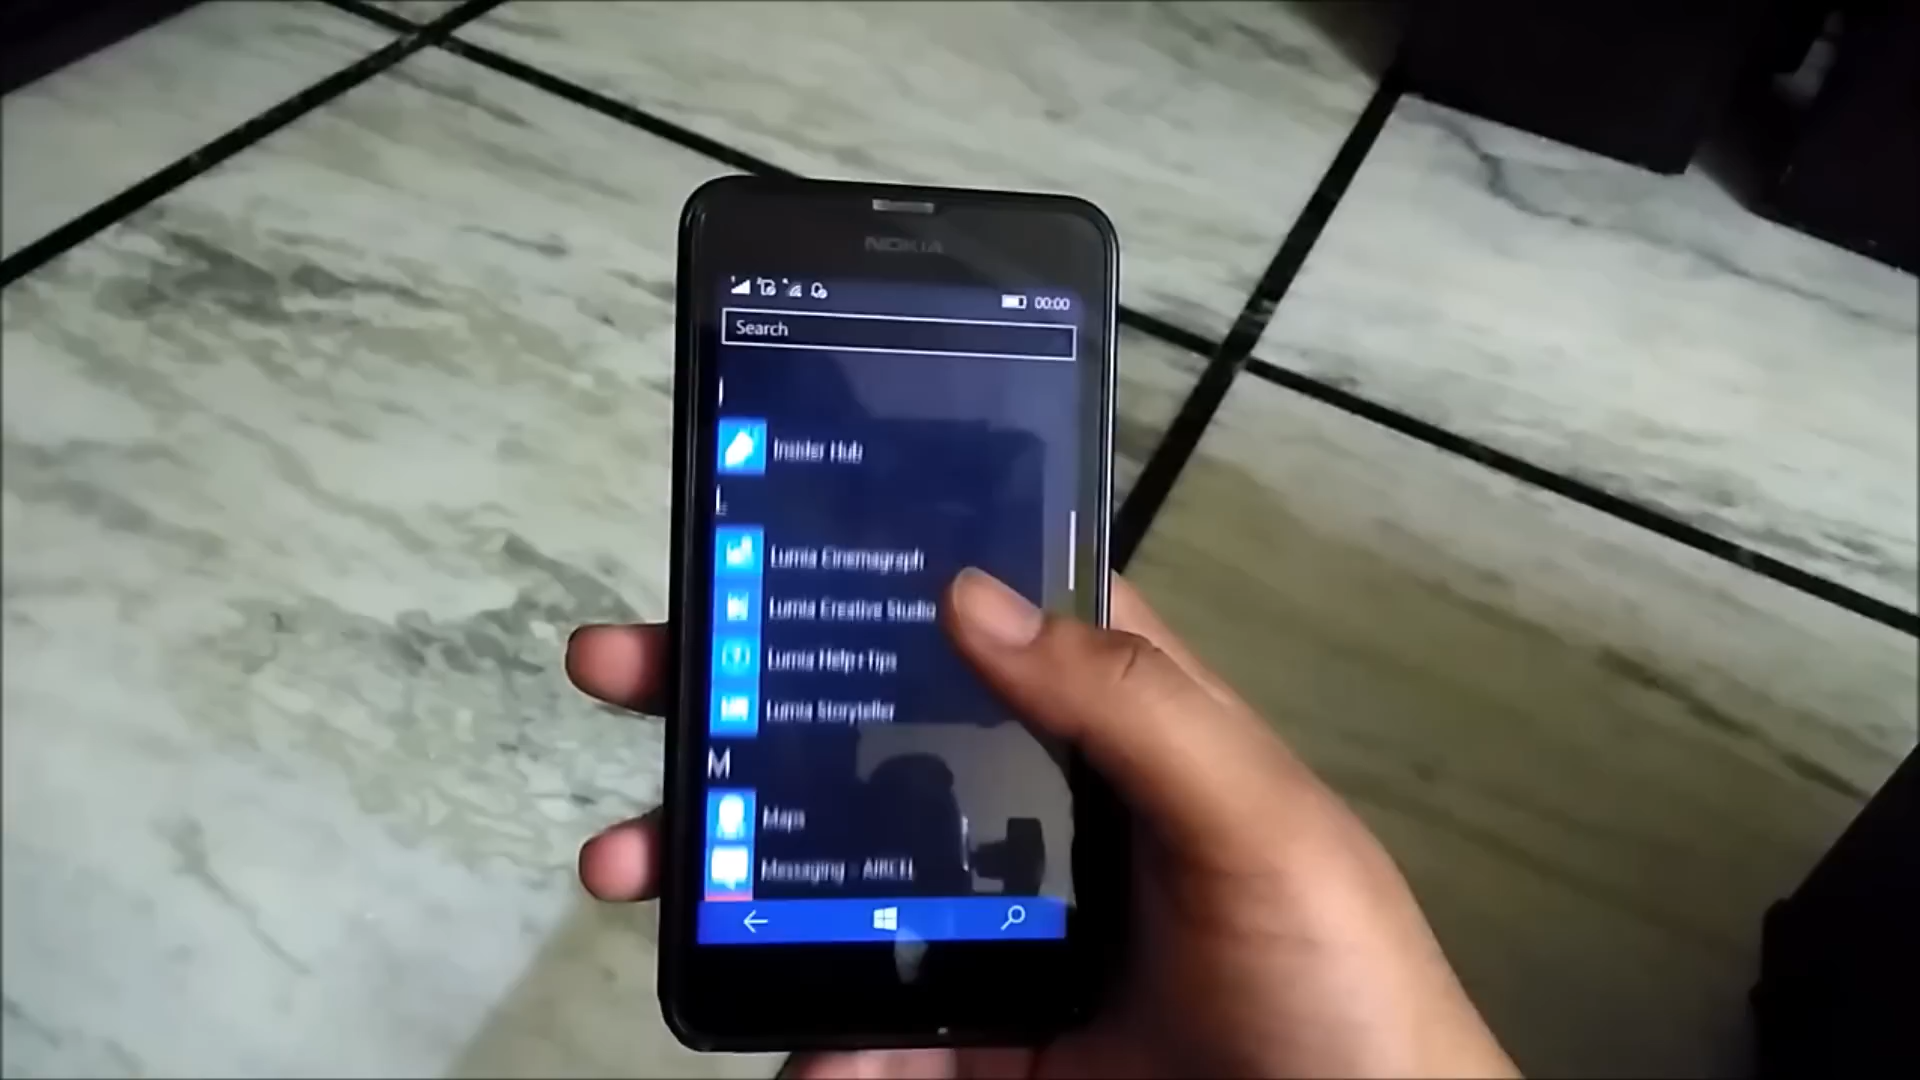 NOKIA
00:00
Search
I
Insider Hub
L
Lumia Cinemagraph
Lumia Creative Studio
Lumia Help+Tips
Lumia Storyteller
M
Maps
Messaging - AIRCEL